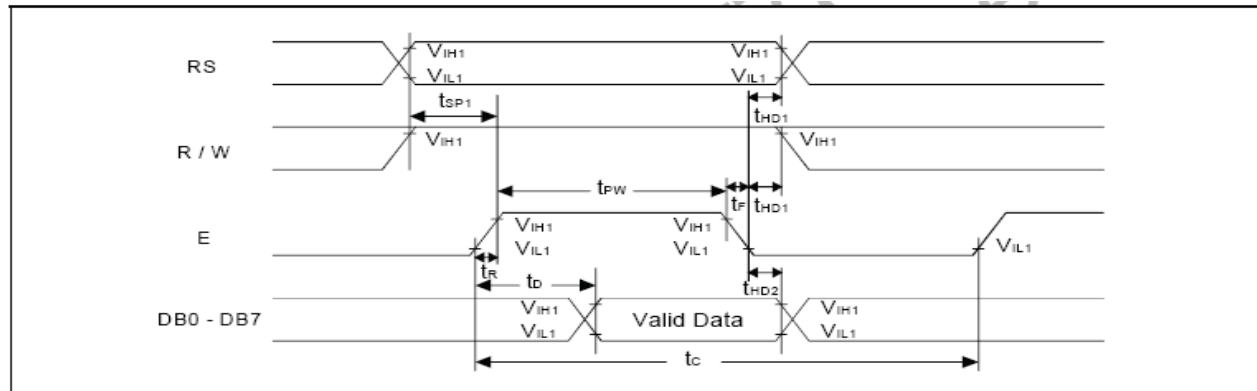 RS
VIH1
VIL1
VIH1
VIL1
tSP1
tHD1
R / W
VIH1
VIH1
tPW
tF
tHD1
E
VIH1
VIL1
VIH1
VIL1
VIL1
tR
tD
tHD2
DB0 - DB7
VIH1
VIL1
Valid Data
VIH1
VIL1
tC